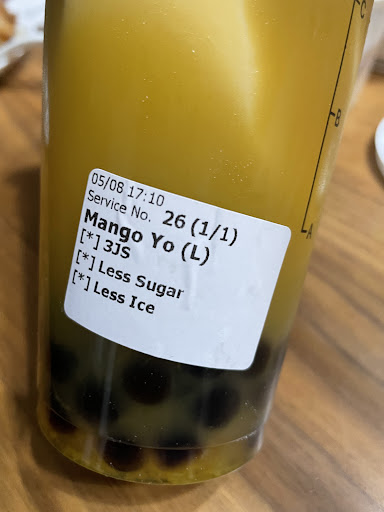 05/08 17:10
Service No. 26 (1/1)
Mango Yo (L)
[*] 3JS
[*] Less Sugar
[*] Less Ice
C
B
A